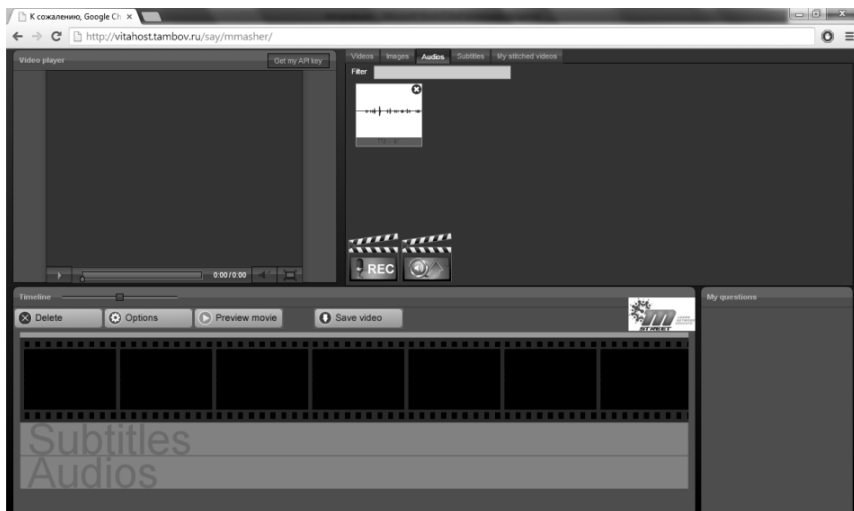 К сожалению, Google Ch
http://vitahost.tambov.ru/say/mmasher/
Video player
Get my API key
Videos Images Audios Subtitles My stitched videos
Filter
REC
0:00/0:00
Timeline
My questions
Delete
Options
Preview movie
Save video
m
STREET
Subtitles
Audios